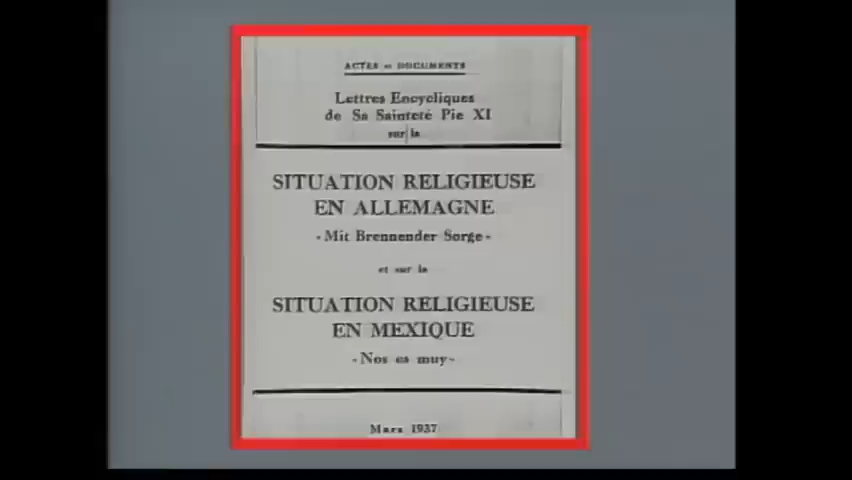 ACTES et DOCUMENTS
Lettres Encycliques
de Sa Sainteté Pie XI
sur la
SITUATION RELIGIEUSE
EN ALLEMAGNE
- Mit Brennender Sorge -
et sur la
SITUATION RELIGIEUSE
EN MEXIQUE
- Nos es muy -
Mars 1937